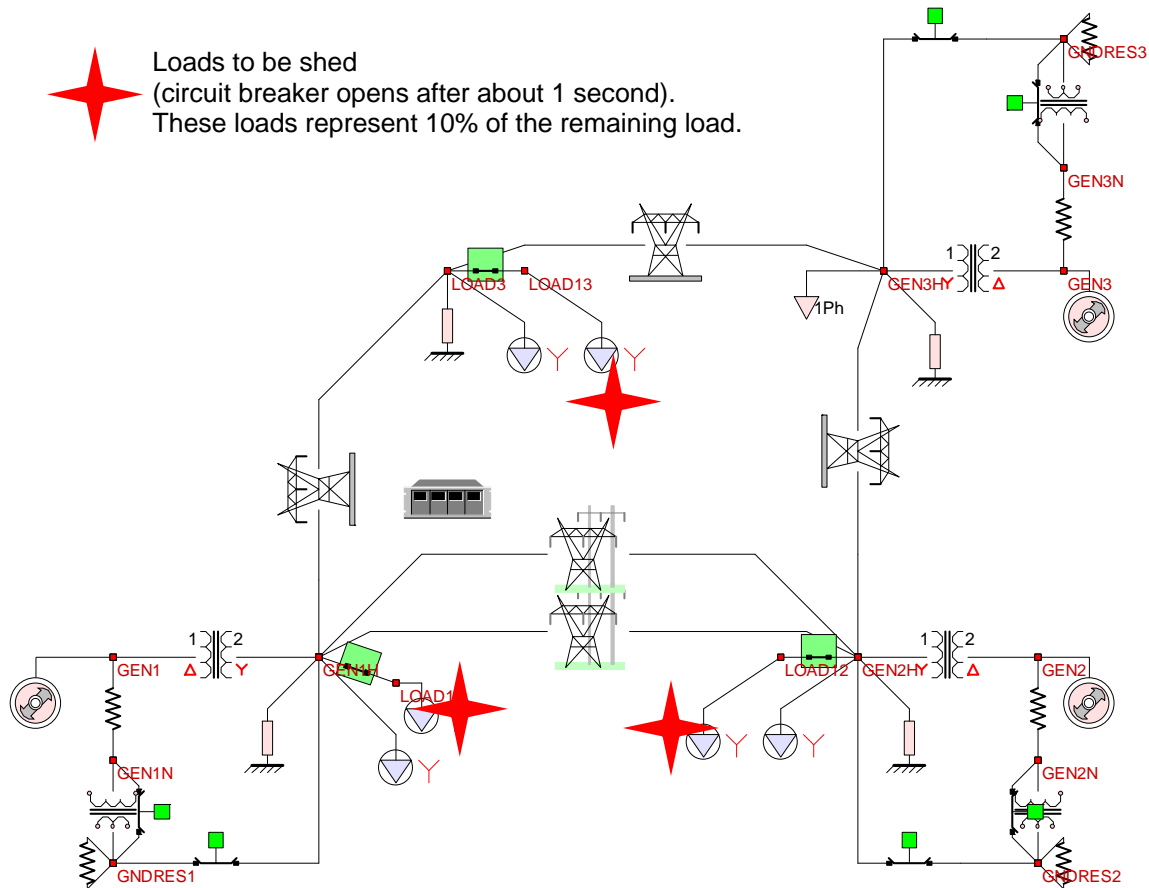 Loads to be shed
(circuit breaker opens after about 1 second).
These loads represent 10% of the remaining load.
GNDRES3
GEN3N
1 2
LOAD3 LOAD13 GEN3H Y Δ GEN3
1Ph
Y Y
1 2 1 2
GEN1 Δ Y GEN1H LOAD12 GEN2H Y Δ GEN2
LOAD1
Y Y
Y
GEN1N GEN2N
GNDRES1 GNDRES2